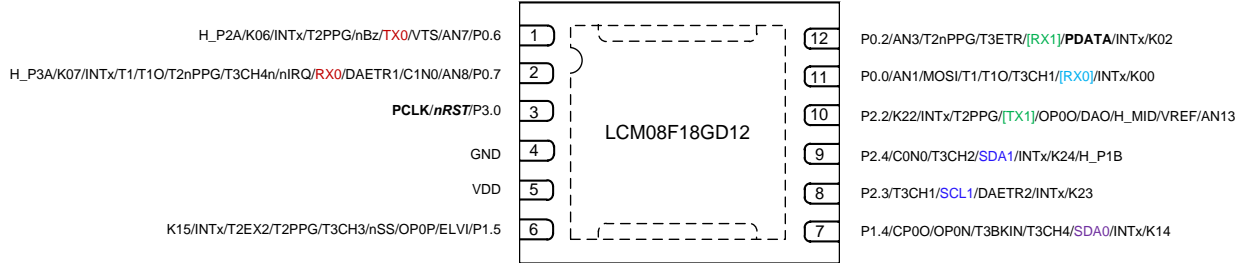 H_P2A/K06/INTx/T2PPG/nBz/TX0/VTS/AN7/P0.6 1
H_P3A/K07/INTx/T1/T1O/T2nPPG/T3CH4n/nIRQ/RX0/DAETR1/C1N0/AN8/P0.7 2
PCLK/nRST/P3.0 3
GND 4
VDD 5
K15/INTx/T2EX2/T2PPG/T3CH3/nSS/OP0P/ELVI/P1.5 6
LCM08F18GD12
12 P0.2/AN3/T2nPPG/T3ETR/[RX1]/PDATA/INTx/K02
11 P0.0/AN1/MOSI/T1/T1O/T3CH1/[RX0]/INTx/K00
10 P2.2/K22/INTx/T2PPG/[TX1]/OP0O/DAO/H_MID/VREF/AN13
9 P2.4/C0N0/T3CH2/SDA1/INTx/K24/H_P1B
8 P2.3/T3CH1/SCL1/DAETR2/INTx/K23
7 P1.4/CP0O/OP0N/T3BKIN/T3CH4/SDA0/INTx/K14